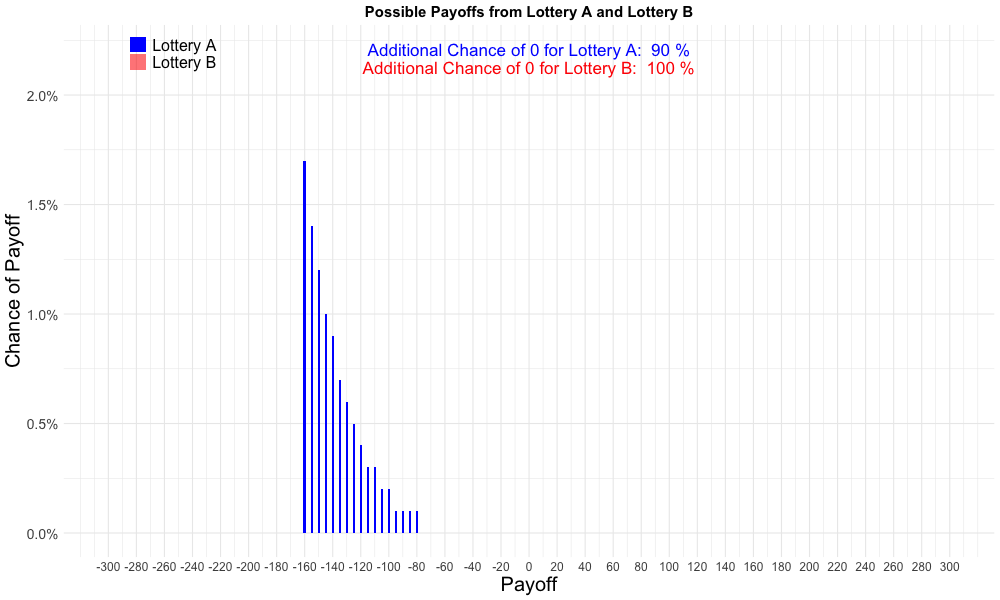 Possible Payoffs from Lottery A and Lottery B
Lottery A
Lottery B
Additional Chance of 0 for Lottery A:  90 %
Additional Chance of 0 for Lottery B:  100 %
Chance of Payoff
2.0%
1.5%
1.0%
0.5%
0.0%
-300 -280 -260 -240 -220 -200 -180 -160 -140 -120 -100 -80 -60 -40 -20 0 20 40 60 80 100 120 140 160 180 200 220 240 260 280 300
Payoff